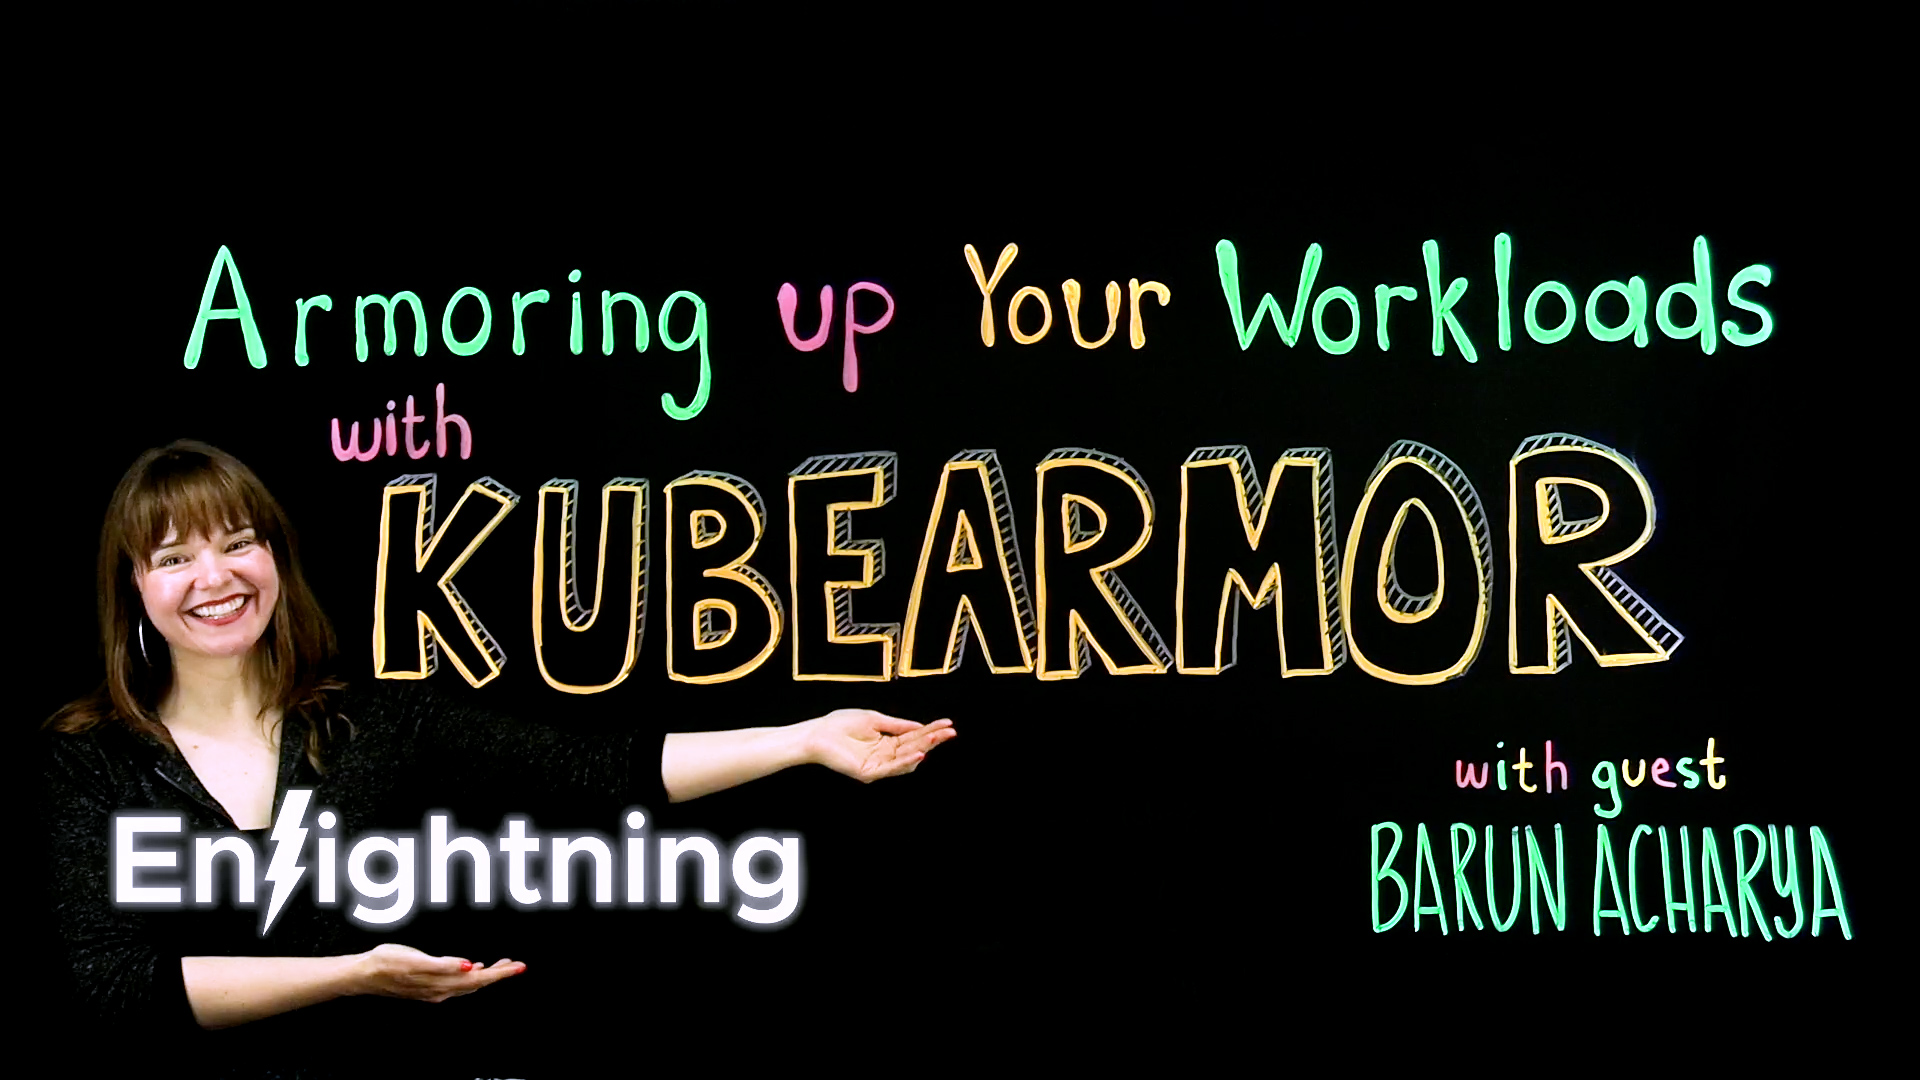 Armoring up Your Workloads
with
KUBEARMOR
with guest
BARUN ACHARYA
Enlightning